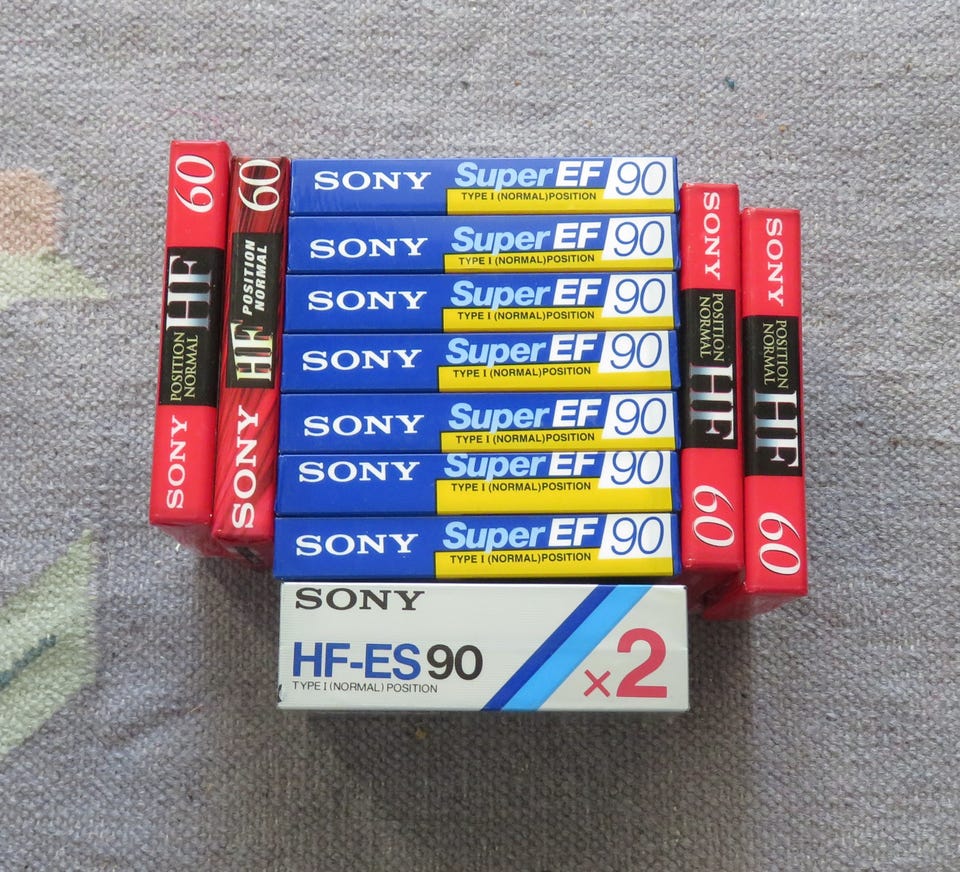 60
HF
POSITION
NORMAL
SONY
60
POSITION
NORMAL
HF
SONY
SONY Super EF 90
TYPE I (NORMAL) POSITION
SONY Super EF 90
TYPE I (NORMAL) POSITION
SONY Super EF 90
TYPE I (NORMAL) POSITION
SONY Super EF 90
TYPE I (NORMAL) POSITION
SONY Super EF 90
TYPE I (NORMAL) POSITION
SONY Super EF 90
TYPE I (NORMAL) POSITION
SONY Super EF 90
TYPE I (NORMAL) POSITION
SONY
POSITION
NORMAL
HF
60
SONY
POSITION
NORMAL
HF
60
SONY
HF-ES 90 ×2
TYPE I (NORMAL) POSITION